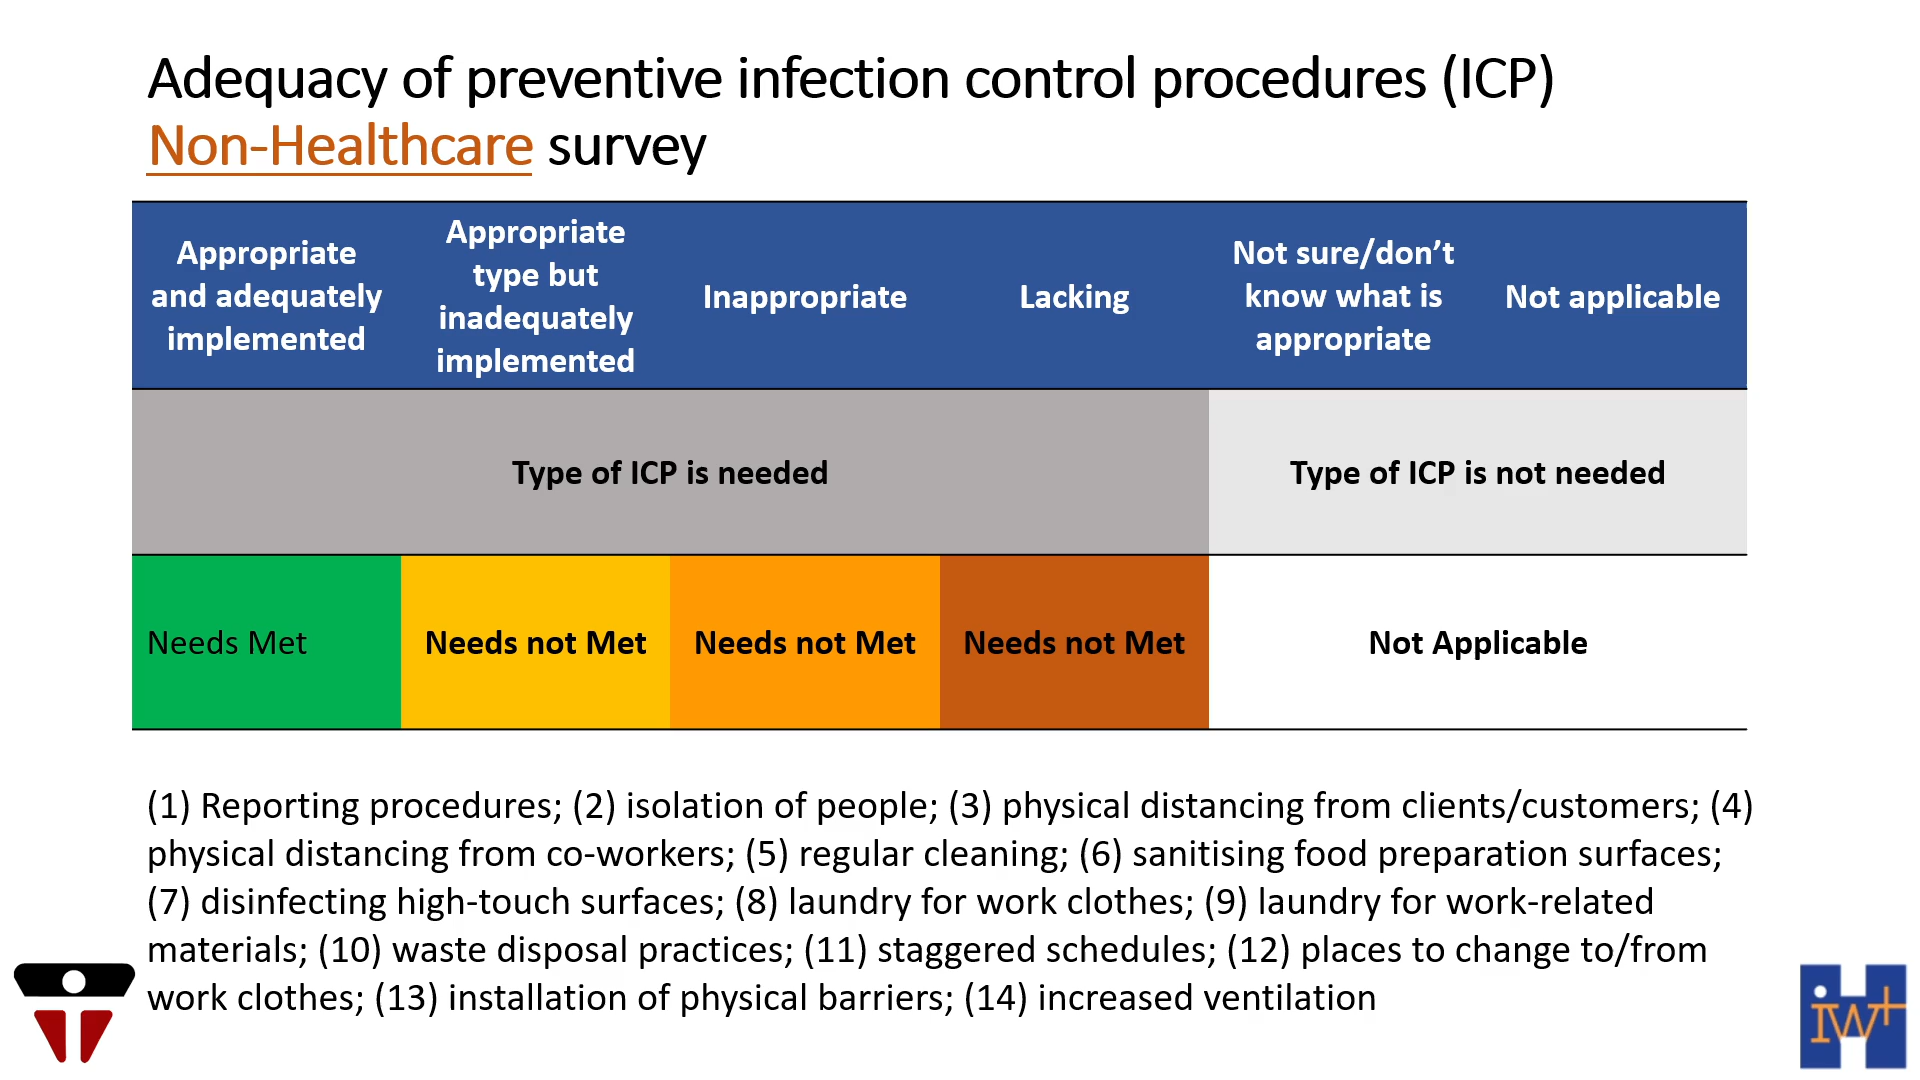 Adequacy of preventive infection control procedures (ICP)
Non-Healthcare survey
Appropriate
and adequately
implemented
Appropriate
type but
inadequately
implemented
Inappropriate
Lacking
Not sure/don’t
know what is
appropriate
Not applicable
Type of ICP is needed
Type of ICP is not needed
Needs Met
Needs not Met
Needs not Met
Needs not Met
Not Applicable
(1) Reporting procedures; (2) isolation of people; (3) physical distancing from clients/customers; (4)
physical distancing from co-workers; (5) regular cleaning; (6) sanitising food preparation surfaces;
(7) disinfecting high-touch surfaces; (8) laundry for work clothes; (9) laundry for work-related
materials; (10) waste disposal practices; (11) staggered schedules; (12) places to change to/from
work clothes; (13) installation of physical barriers; (14) increased ventilation
iw+